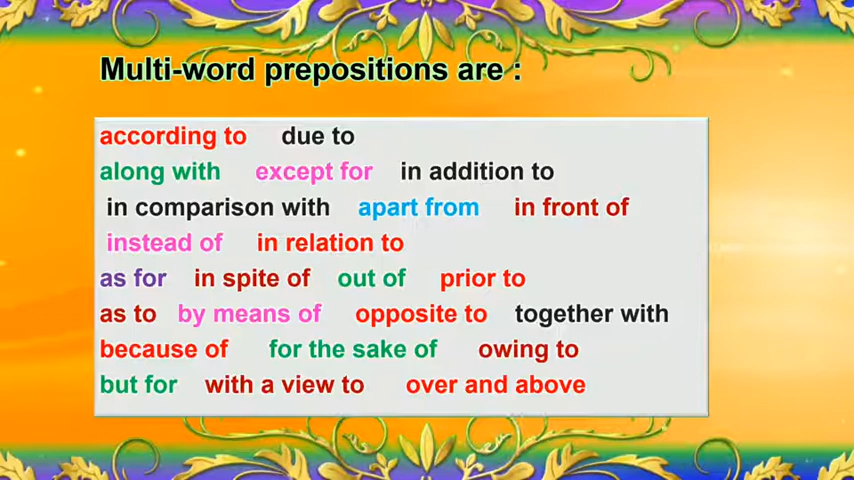 Multi-word prepositions are :
according to due to
along with except for in addition to
in comparison with apart from in front of
instead of in relation to
as for in spite of out of prior to
as to by means of opposite to together with
because of for the sake of owing to
but for with a view to over and above